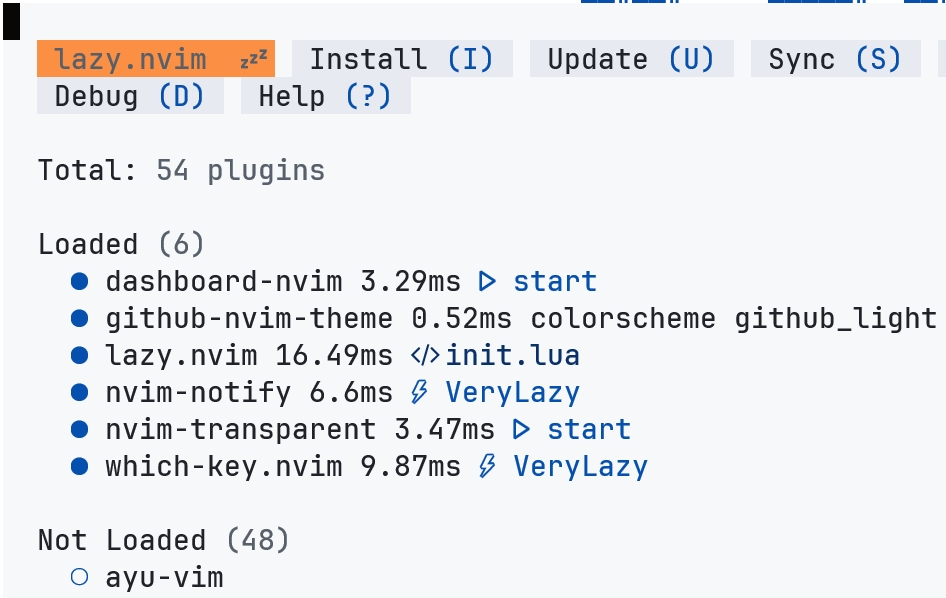 lazy.nvim zzz Install (I) Update (U) Sync (S)
Debug (D) Help (?)
Total: 54 plugins
Loaded (6)
● dashboard-nvim 3.29ms ▷ start
● github-nvim-theme 0.52ms colorscheme github_light
● lazy.nvim 16.49ms </> init.lua
● nvim-notify 6.6ms VeryLazy
● nvim-transparent 3.47ms ▷ start
● which-key.nvim 9.87ms VeryLazy
Not Loaded (48)
○ ayu-vim